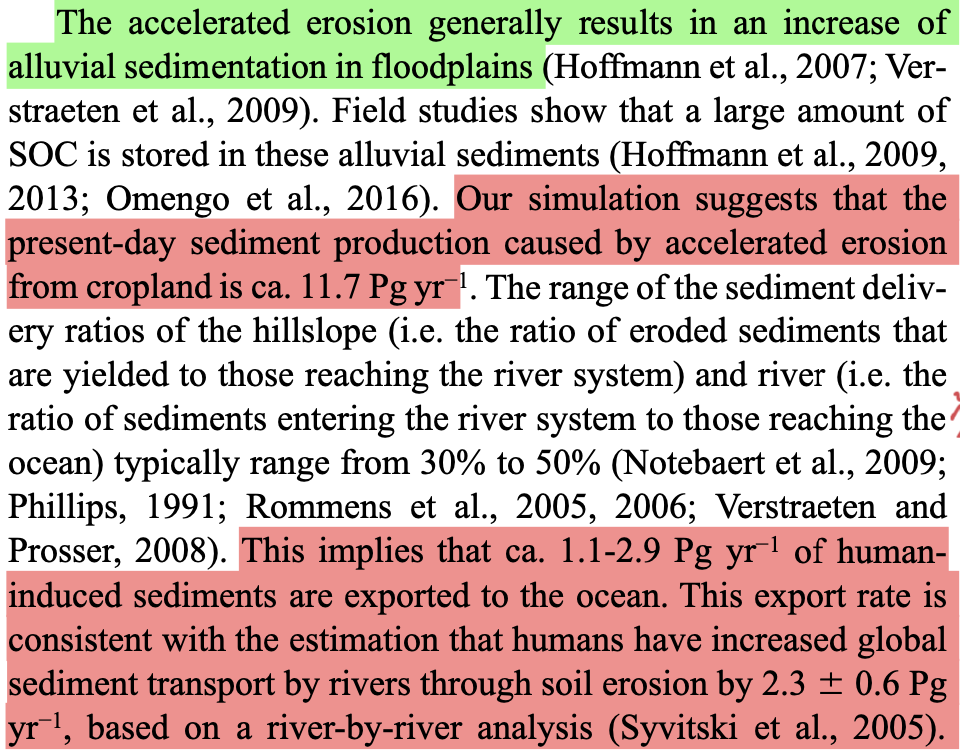 The accelerated erosion generally results in an increase of
alluvial sedimentation in floodplains (Hoffmann et al., 2007; Ver-
straeten et al., 2009). Field studies show that a large amount of
SOC is stored in these alluvial sediments (Hoffmann et al., 2009,
2013; Omengo et al., 2016). Our simulation suggests that the
present-day sediment production caused by accelerated erosion
from cropland is ca. 11.7 Pg yr⁻¹. The range of the sediment deliv-
ery ratios of the hillslope (i.e. the ratio of eroded sediments that
are yielded to those reaching the river system) and river (i.e. the
ratio of sediments entering the river system to those reaching the
ocean) typically range from 30% to 50% (Notebaert et al., 2009;
Phillips, 1991; Rommens et al., 2005, 2006; Verstraeten and
Prosser, 2008). This implies that ca. 1.1-2.9 Pg yr⁻¹ of human-
induced sediments are exported to the ocean. This export rate is
consistent with the estimation that humans have increased global
sediment transport by rivers through soil erosion by 2.3 ± 0.6 Pg
yr⁻¹, based on a river-by-river analysis (Syvitski et al., 2005).